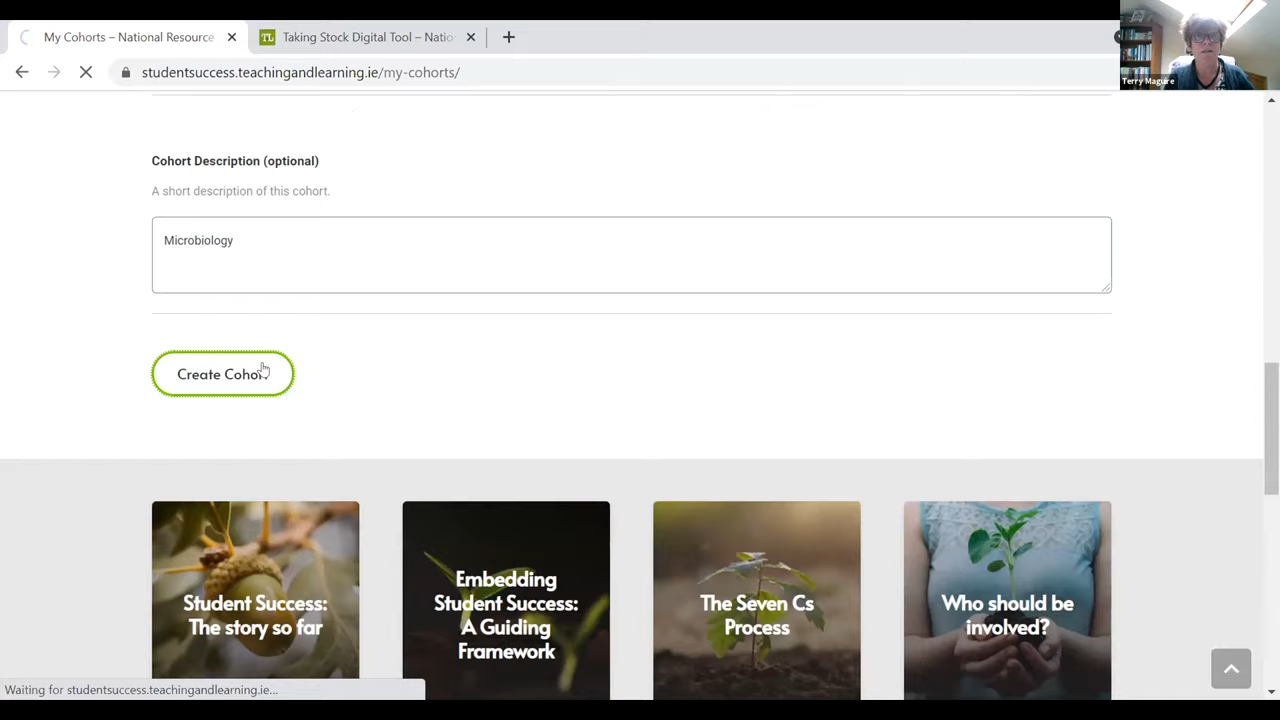 My Cohorts – National Resource
TL Taking Stock Digital Tool – Natio
studentsuccess.teachingandlearning.ie/my-cohorts/
Terry Maguire
Cohort Description (optional)
A short description of this cohort.
Microbiology
Create Cohort
Student Success:
The story so far
Embedding
Student Success:
A Guiding
Framework
The Seven Cs
Process
Who should be
involved?
Waiting for studentsuccess.teachingandlearning.ie...